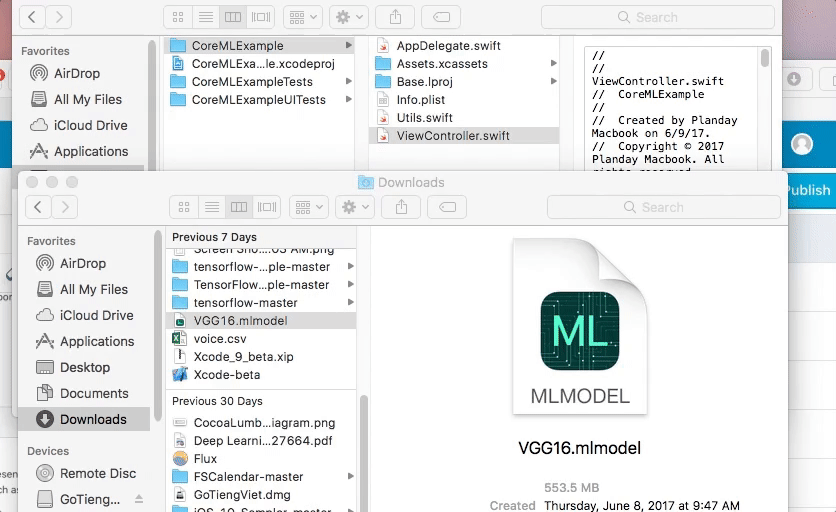 Search
Favorites
AirDrop
All My Files
iCloud Drive
Applications
CoreMLExample
CoreMLExa...le.xcodeproj
CoreMLExampleTests
CoreMLExampleUITests
AppDelegate.swift
Assets.xcassets
Base.lproj
Info.plist
Utils.swift
ViewController.swift
//
//
ViewController.swift
// CoreMLExample
//
// Created by Planday
Macbook on 6/9/17.
// Copyright © 2017
Planday Macbook. All
Publish
Downloads
Search
Favorites
AirDrop
All My Files
iCloud Drive
Applications
Desktop
Documents
Downloads
Devices
Remote Disc
GoTieng...
Previous 7 Days
Screen Sho....05 AM.png
tensorflow-...ple-master
TensorFlow...ple-master
tensorflow-master
VGG16.mlmodel
voice.csv
Xcode_9_beta.xip
Xcode-beta
Previous 30 Days
CocoaLumb...iagram.png
Deep Learni...27664.pdf
Flux
FSCalendar-master
GoTiengViet.dmg
iOS-10-Sampler-master
ML
MLMODEL
VGG16.mlmodel
553.5 MB
Created Thursday, June 8, 2017 at 9:47 AM